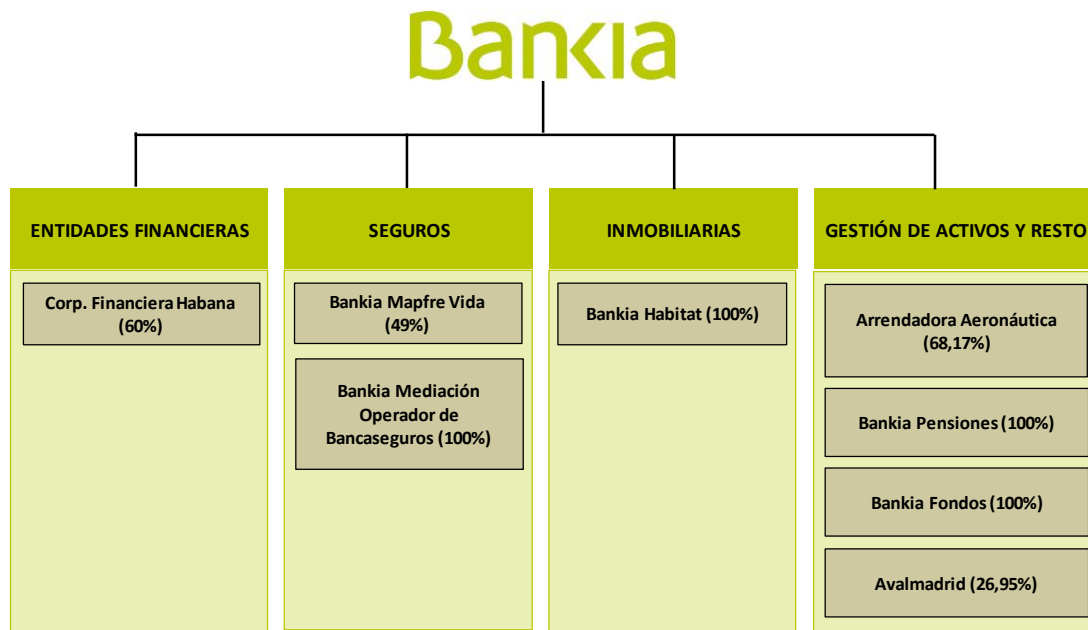 Bankia
ENTIDADES FINANCIERAS
Corp. Financiera Habana
(60%)
SEGUROS
Bankia Mapfre Vida
(49%)
Bankia Mediación
Operador de
Bancaseguros (100%)
INMOBILIARIAS
Bankia Habitat (100%)
GESTIÓN DE ACTIVOS Y RESTO
Arrendadora Aeronáutica
(68,17%)
Bankia Pensiones (100%)
Bankia Fondos (100%)
Avalmadrid (26,95%)